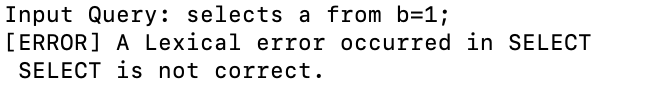 Input Query: selects a from b=1;
[ERROR] A Lexical error occurred in SELECT
SELECT is not correct.